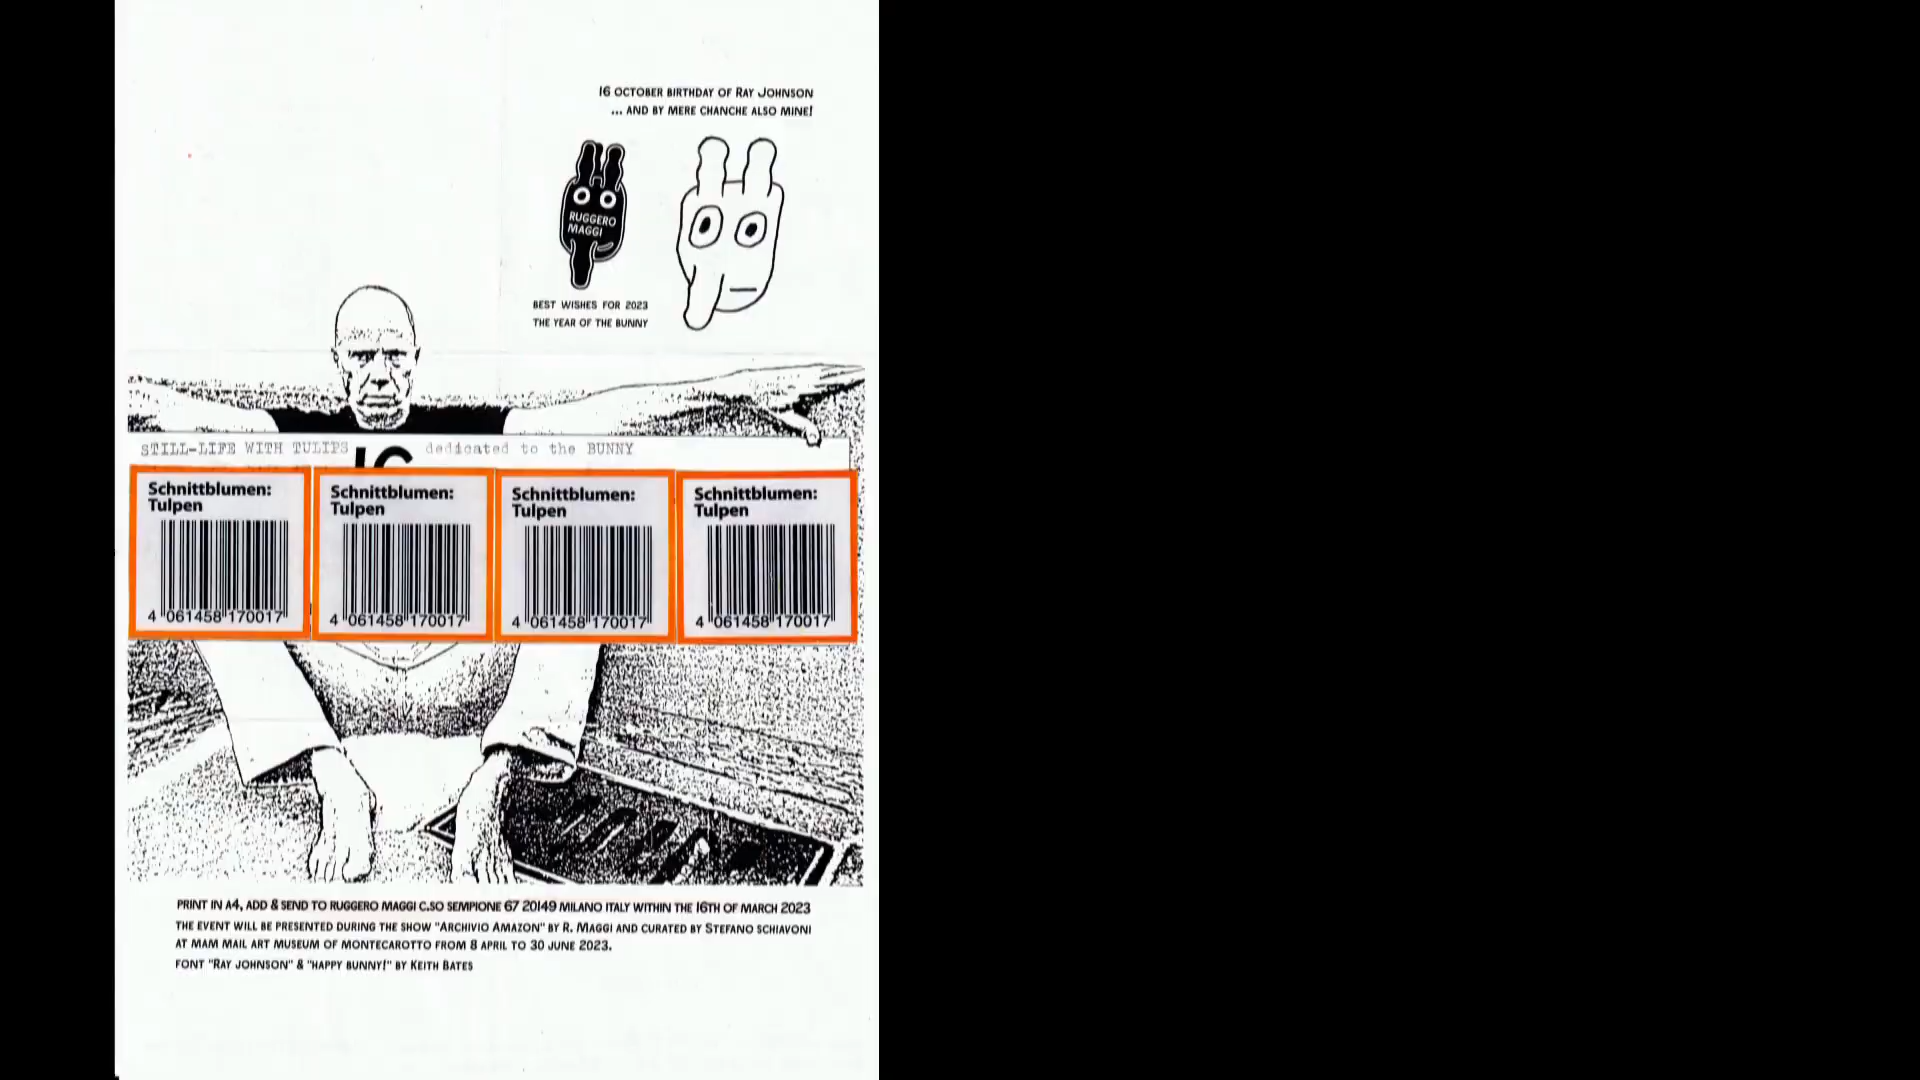 16 OCTOBER BIRTHDAY OF RAY JOHNSON
... AND BY MERE CHANCHE ALSO MINE!
RUGGERO
MAGGI
BEST WISHES FOR 2023
THE YEAR OF THE BUNNY
sTILL-LIFE WITH TULIPS
dedicated to the BUNNY
Schnittblumen:
Tulpen
4 061458 170017
Schnittblumen:
Tulpen
4 061458 170017
Schnittblumen:
Tulpen
4 061458 170017
Schnittblumen:
Tulpen
4 061458 170017
PRINT IN A4, ADD & SEND TO RUGGERO MAGGI C.SO SEMPIONE 67 20149 MILANO ITALY WITHIN THE 16TH OF MARCH 2023
THE EVENT WILL BE PRESENTED DURING THE SHOW "ARCHIVIO AMAZON" BY R. MAGGI AND CURATED BY STEFANO SCHIAVONI
AT MAM MAIL ART MUSEUM OF MONTECAROTTO FROM 8 APRIL TO 30 JUNE 2023.
FONT "RAY JOHNSON" & "HAPPY BUNNY!" BY KEITH BATES